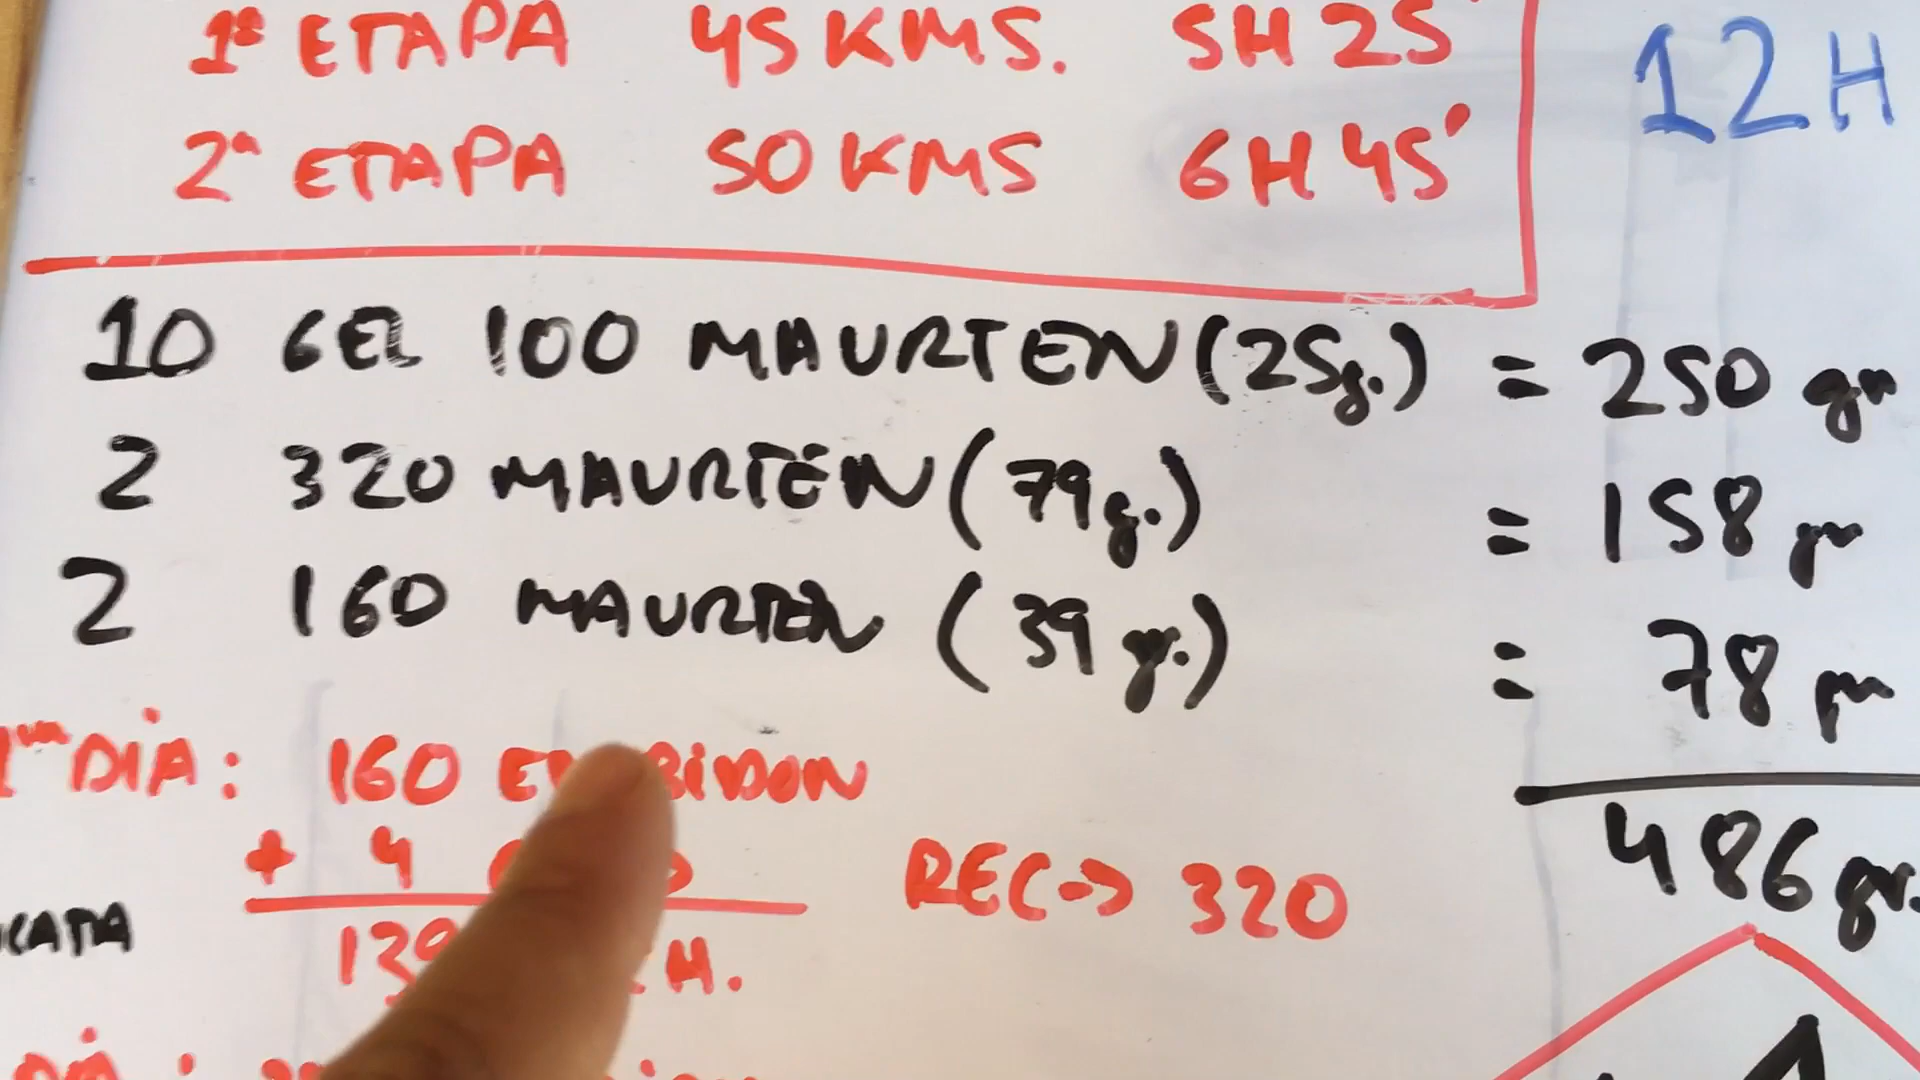 1ª ETAPA 45 KMS. 5H 25'
12H
2ª ETAPA 50 KMS 6H 45'
10 GEL 100 MAURTEN (25g.) = 250 gr
2 320 MAURTEN (79g.) = 158 gr
2 160 MAURTEN (39 gr.) = 78 gr
486 gr.
DIA: 160 BIDON
+ 4
REC-> 320
H.